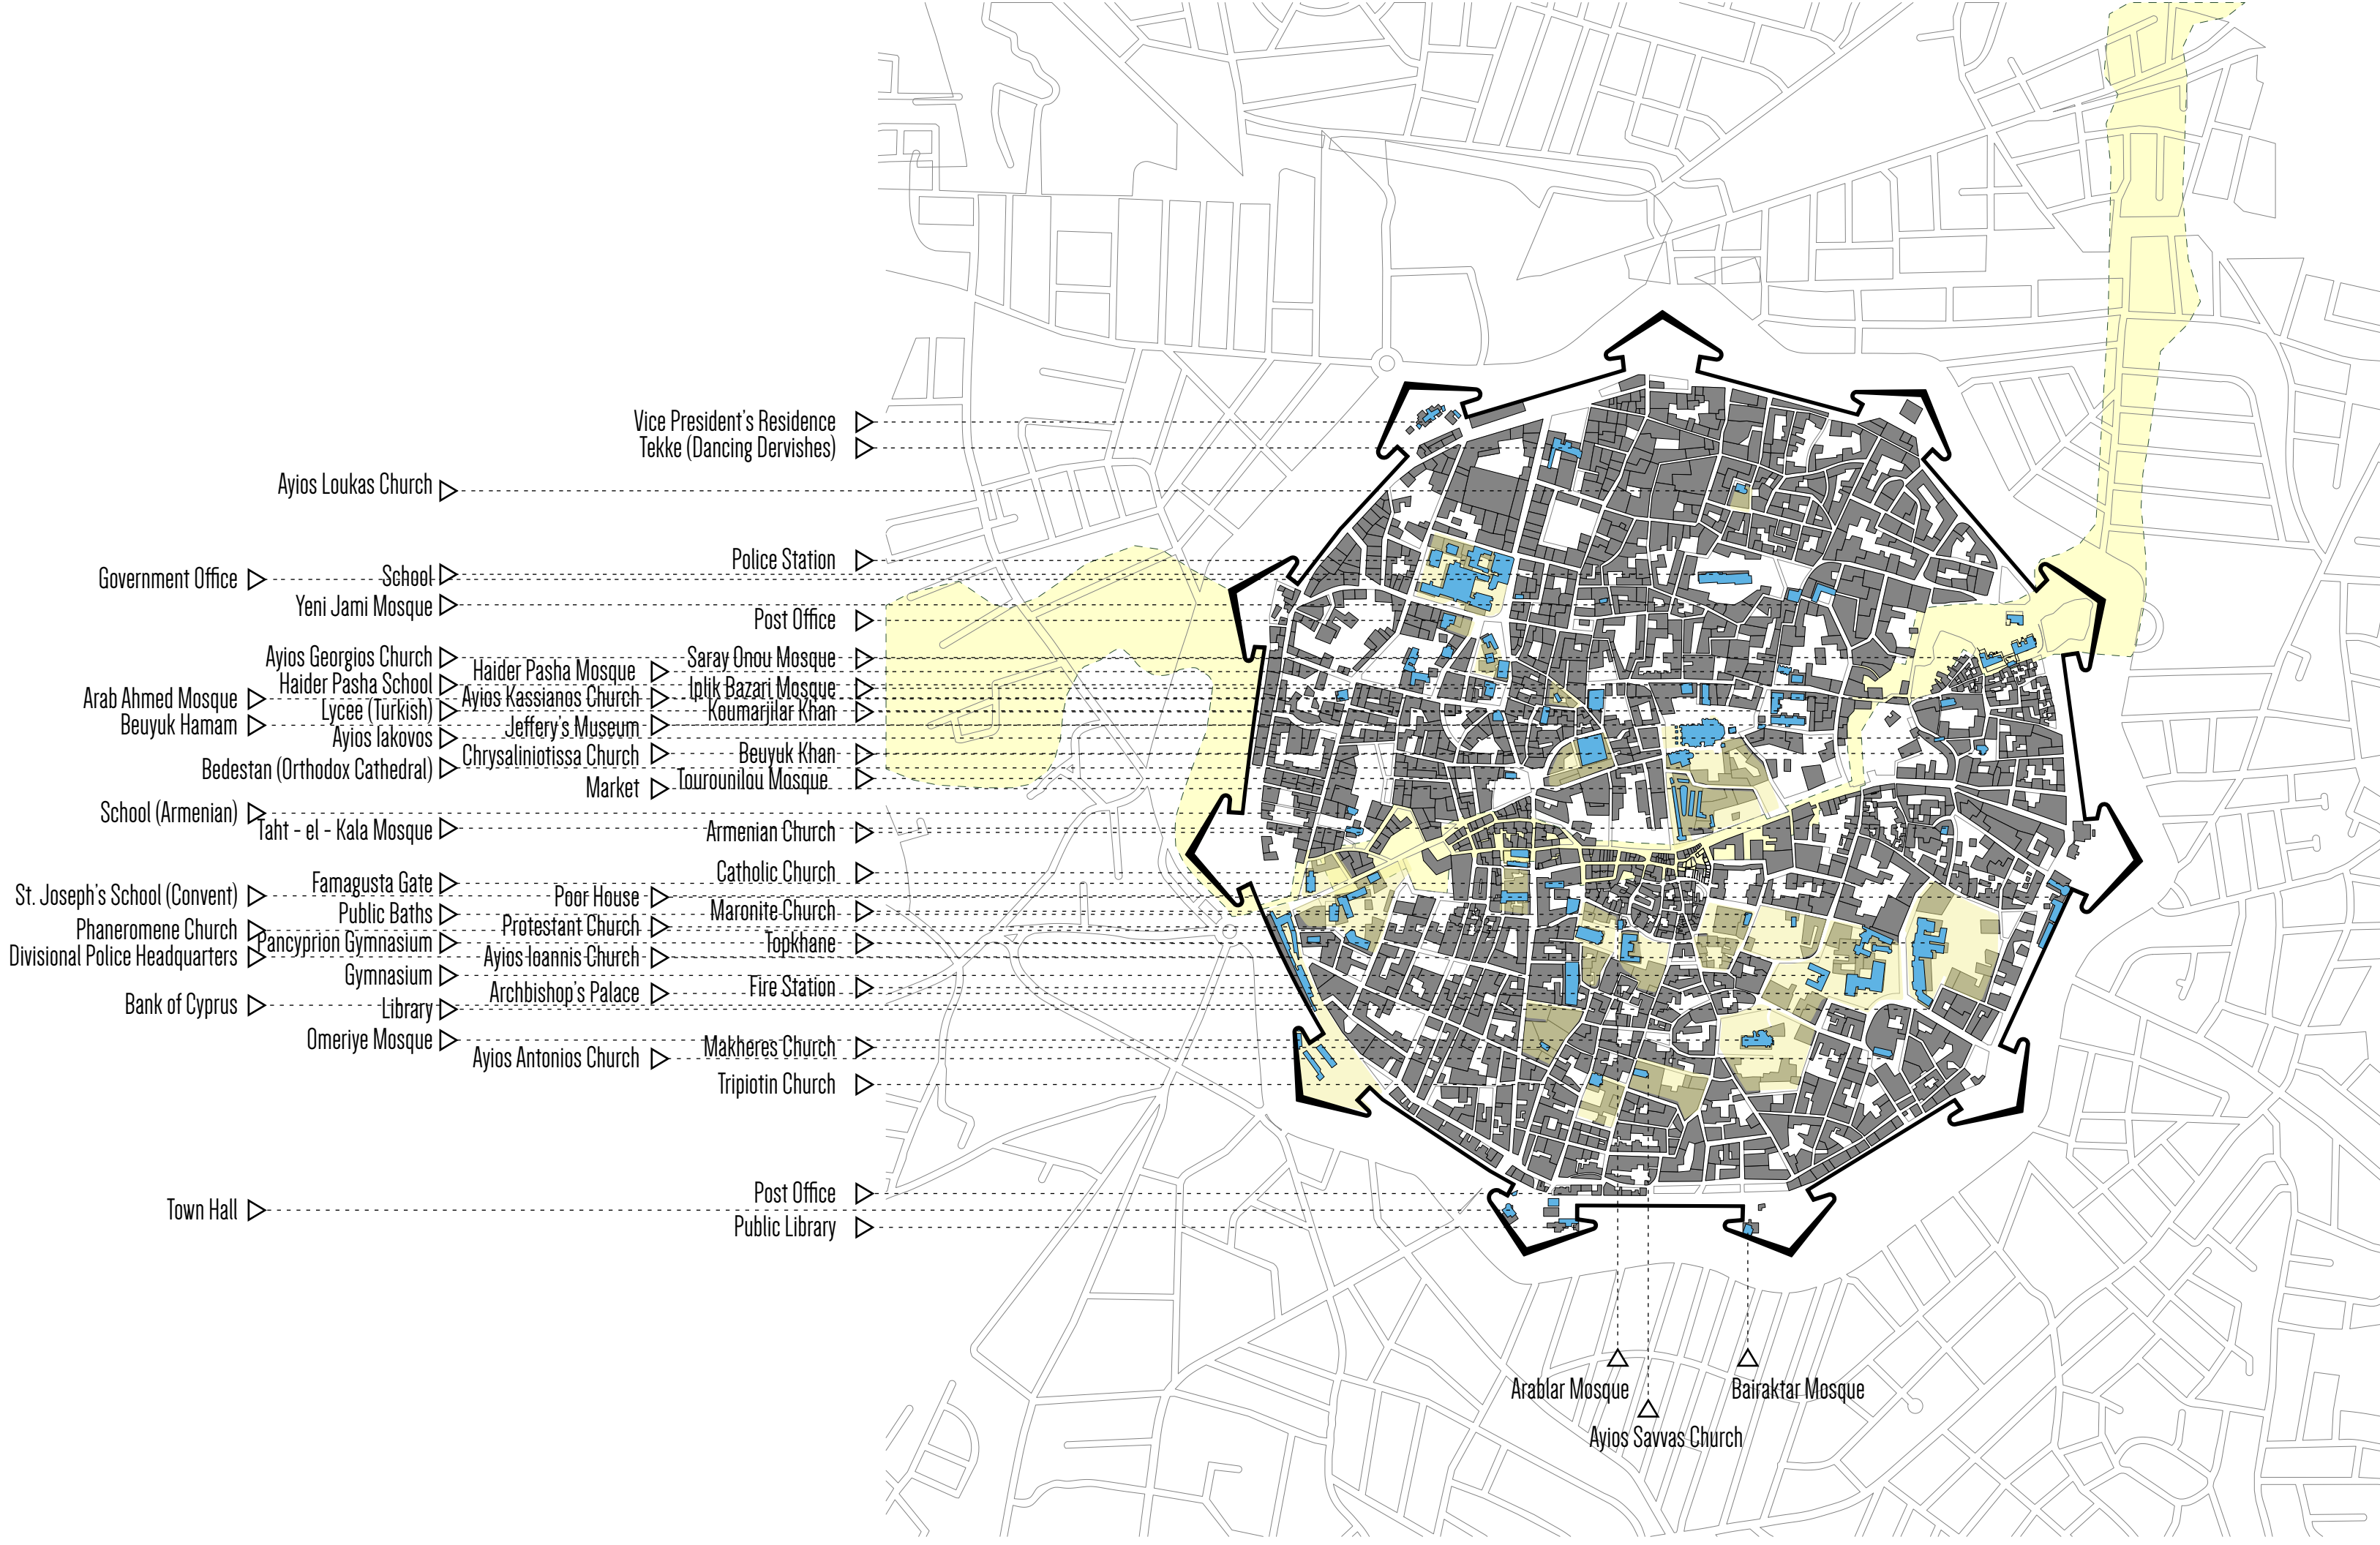 Vice President's Residence
Tekke (Dancing Dervishes)
Ayios Loukas Church
Police Station
School
Government Office
Yeni Jami Mosque
Post Office
Ayios Georgios Church
Saray Onou Mosque
Haider Pasha Mosque
Haider Pasha School
Iplik Bazari Mosque
Arab Ahmed Mosque
Ayios Kassianos Church
Lycee (Turkish)
Koumarjilar Khan
Beuyuk Hamam
Jeffery's Museum
Ayios Iakovos
Chrysaliniotissa Church
Beuyuk Khan
Bedestan (Orthodox Cathedral)
Tourounilou Mosque
Market
School (Armenian)
Taht - el - Kala Mosque
Armenian Church
Catholic Church
Famagusta Gate
St. Joseph's School (Convent)
Poor House
Public Baths
Maronite Church
Phaneromene Church
Protestant Church
Pancyprion Gymnasium
Topkhane
Divisional Police Headquarters
Ayios Ioannis Church
Gymnasium
Archbishop's Palace
Fire Station
Bank of Cyprus
Library
Omeriye Mosque
Makheres Church
Ayios Antonios Church
Tripiotin Church
Post Office
Town Hall
Public Library
Arablar Mosque
Bairaktar Mosque
Ayios Savvas Church